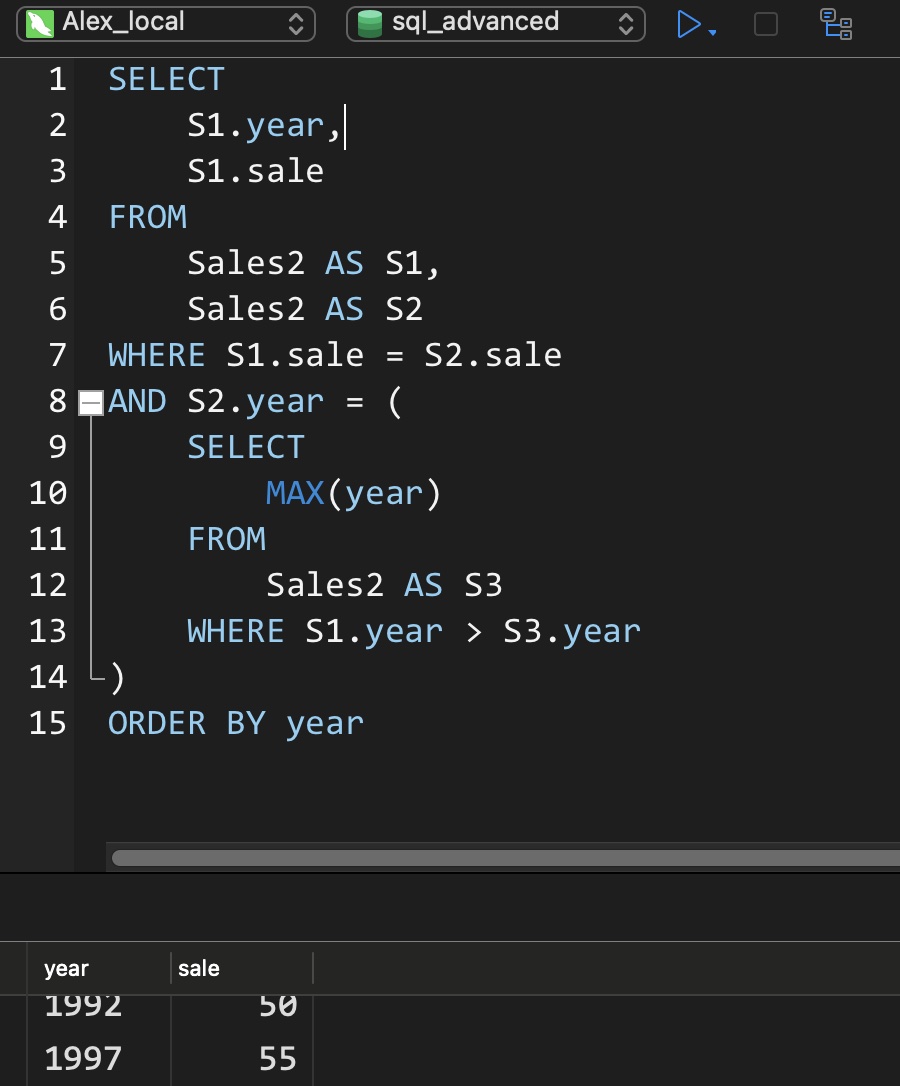 Alex_local sql_advanced
1 SELECT
2 S1.year,
3 S1.sale
4 FROM
5 Sales2 AS S1,
6 Sales2 AS S2
7 WHERE S1.sale = S2.sale
8 AND S2.year = (
9 SELECT
10 MAX(year)
11 FROM
12 Sales2 AS S3
13 WHERE S1.year > S3.year
14 )
15 ORDER BY year
year sale
1992 50
1997 55